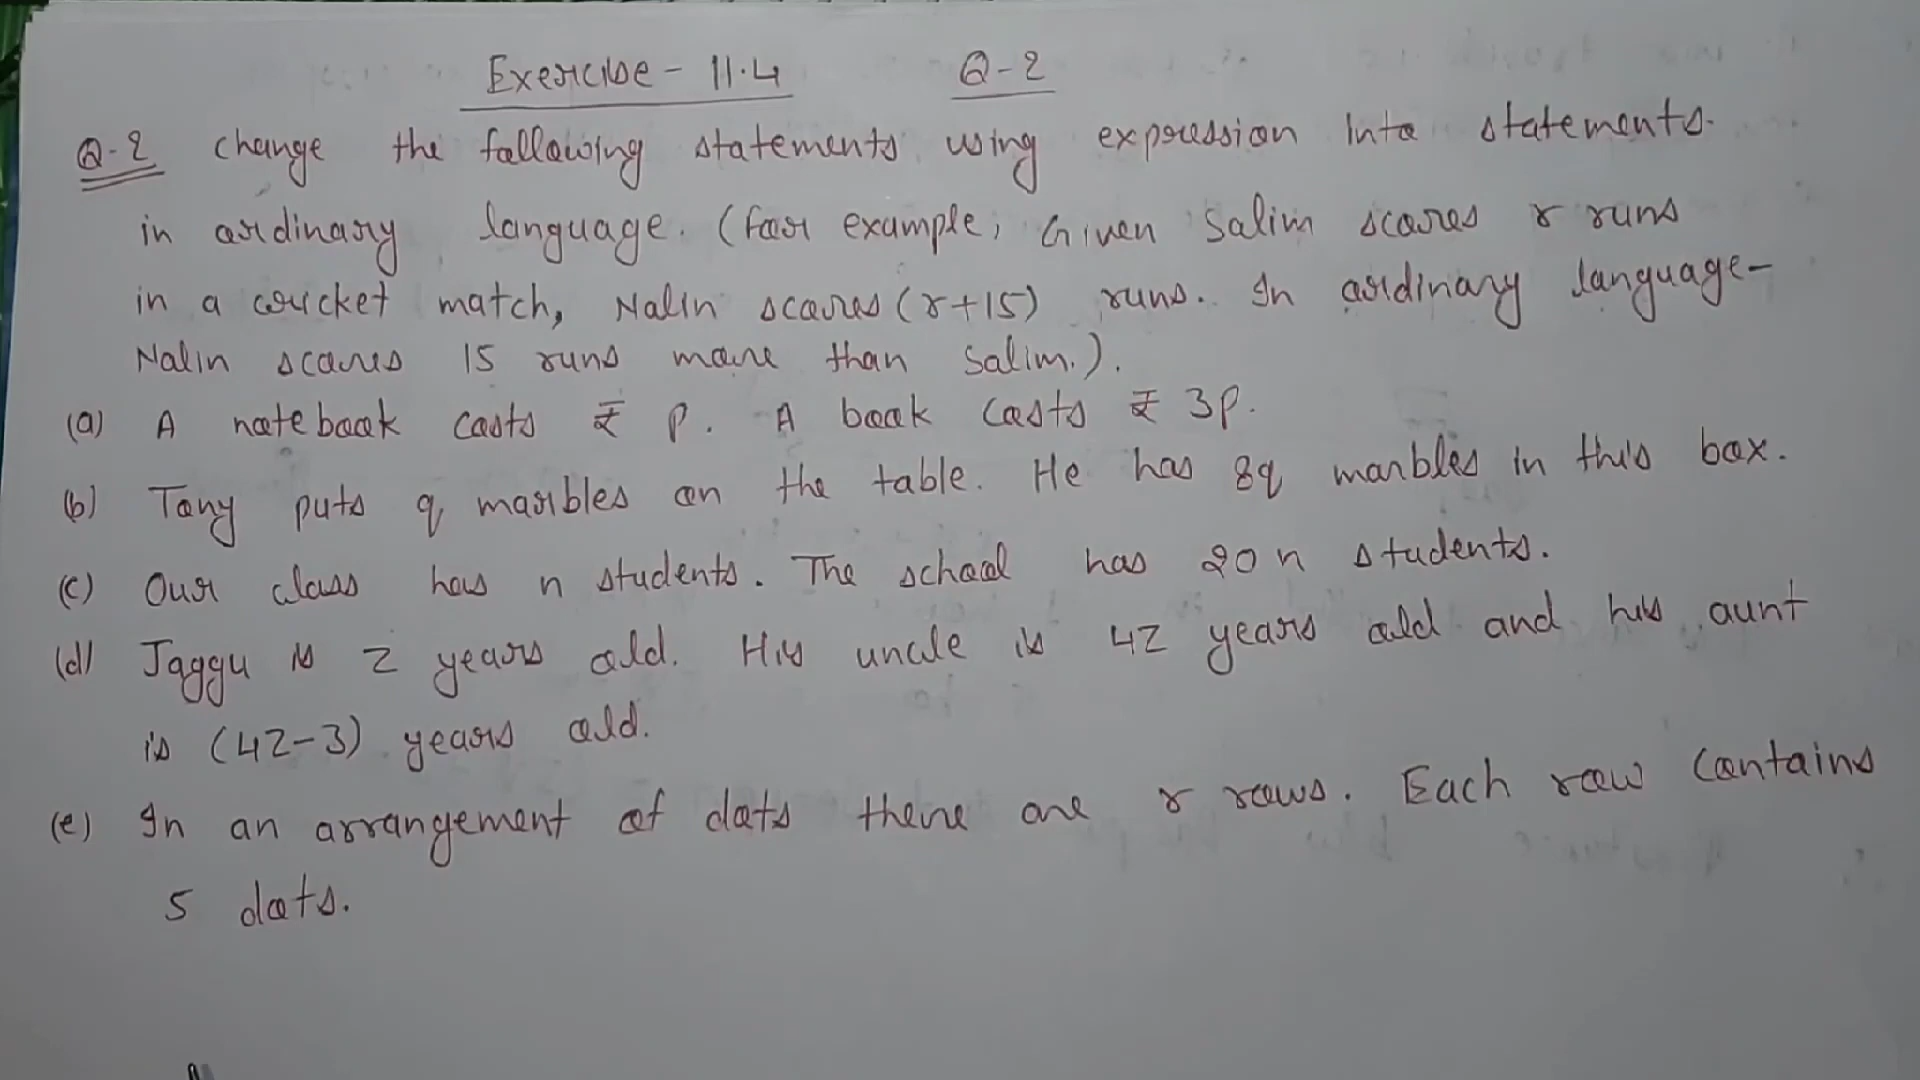 Exercise - 11.4 Q-2
Q-2 change the following statements using expression into statements.
in ordinary language. (for example, Given Salim scores r runs
in a cricket match, Nalin scores (r+15) runs. In ordinary language-
Nalin scores 15 runs more than Salim.).
(a) A notebook costs ₹ p. A book costs ₹ 3p.
(b) Tony puts q marbles on the table. He has 8q marbles in this box.
(c) Our class has n students. The school has 20 n students.
(d) Jaggu is z years old. His uncle is 4z years old and his aunt
is (4z-3) years old.
(e) In an arrangement of dots there are r rows. Each row contains
5 dots.